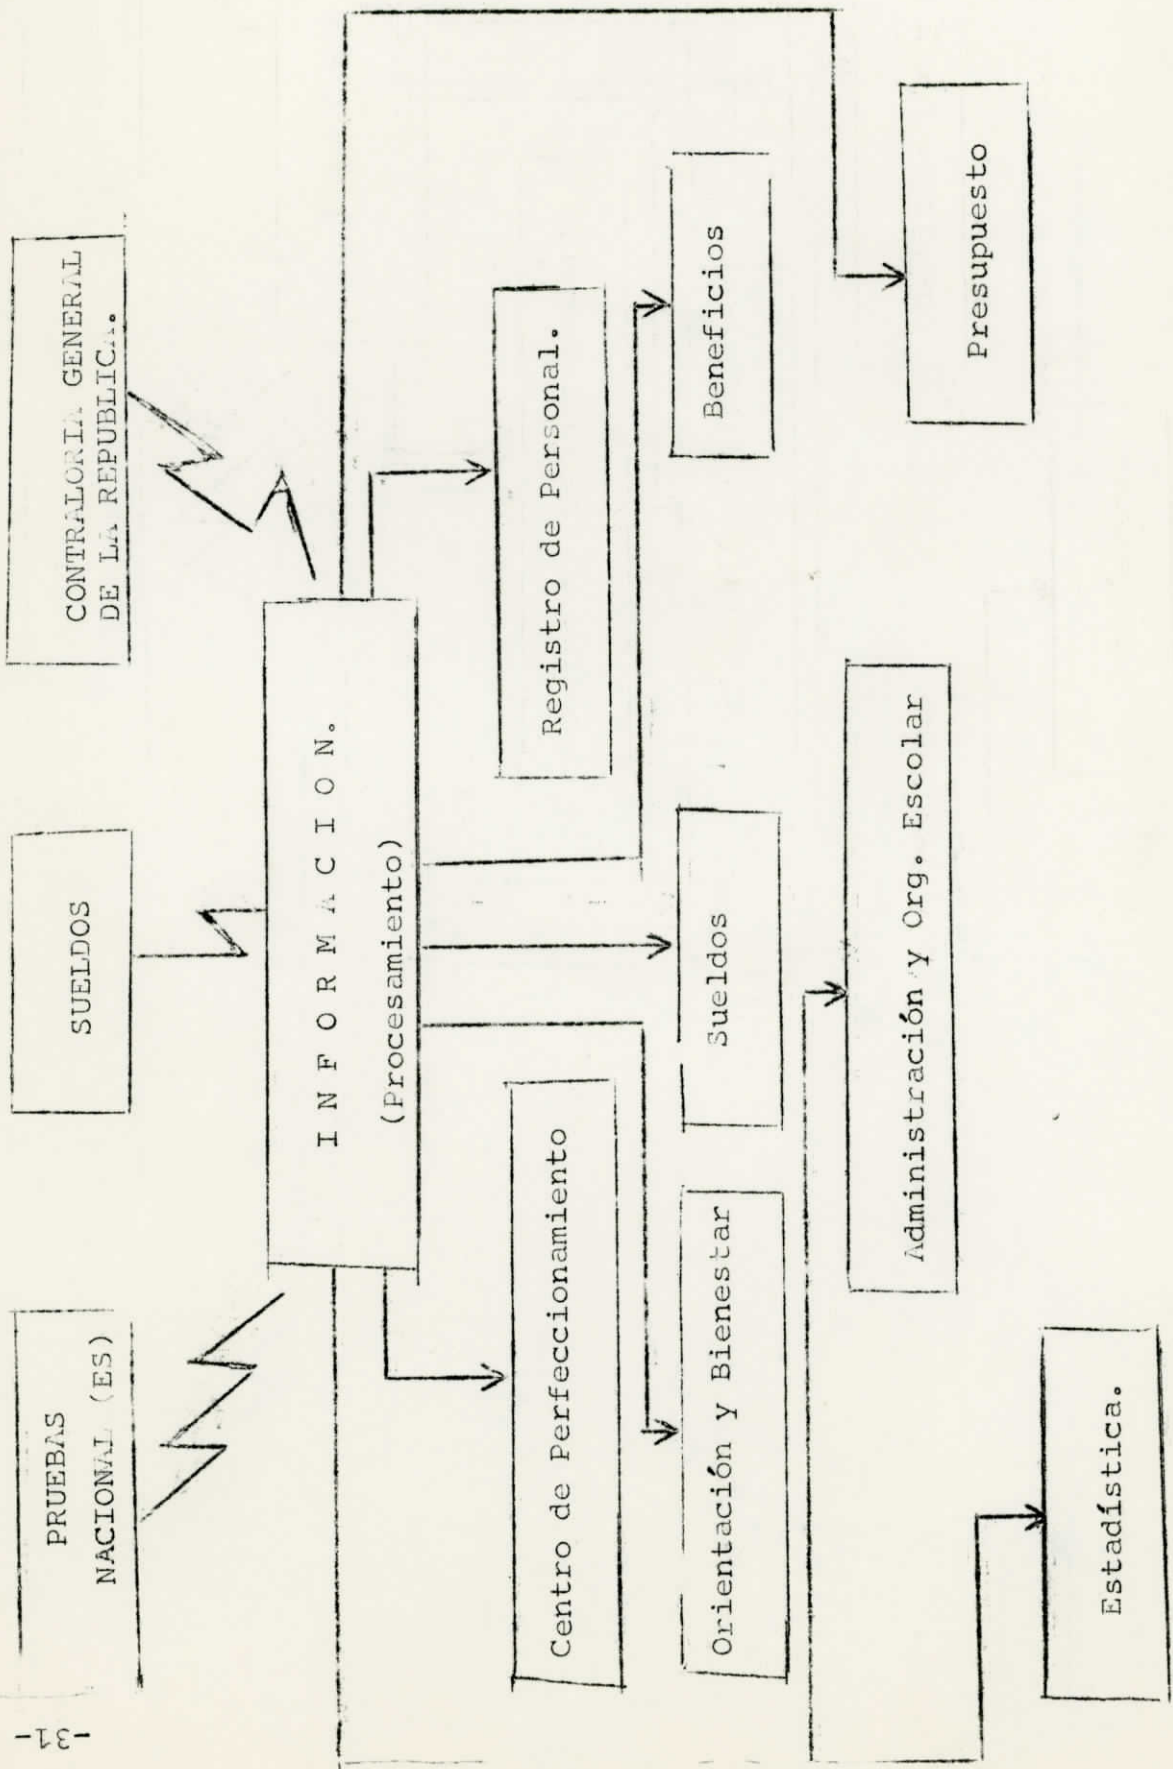 -31-
PRUEBAS
NACIONAL (ES)
SUELDOS
CONTRALORIA GENERAL
DE LA REPUBLICA.
I N F O R M A C I O N.
(Procesamiento)
Centro de Perfeccionamiento
Registro de Personal.
Orientación y Bienestar
Sueldos
Beneficios
Administración y Org. Escolar
Presupuesto
Estadística.